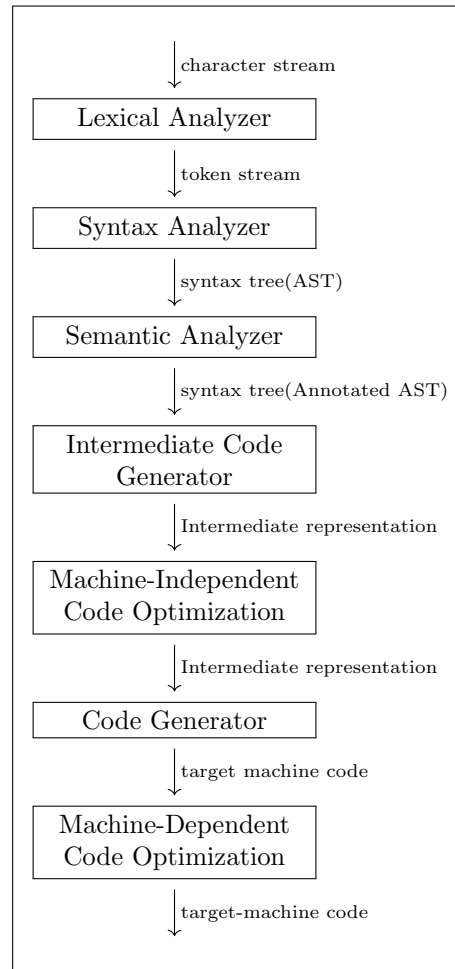 character stream
Lexical Analyzer
token stream
Syntax Analyzer
syntax tree(AST)
Semantic Analyzer
syntax tree(Annotated AST)
Intermediate Code
Generator
Intermediate representation
Machine-Independent
Code Optimization
Intermediate representation
Code Generator
target machine code
Machine-Dependent
Code Optimization
target-machine code